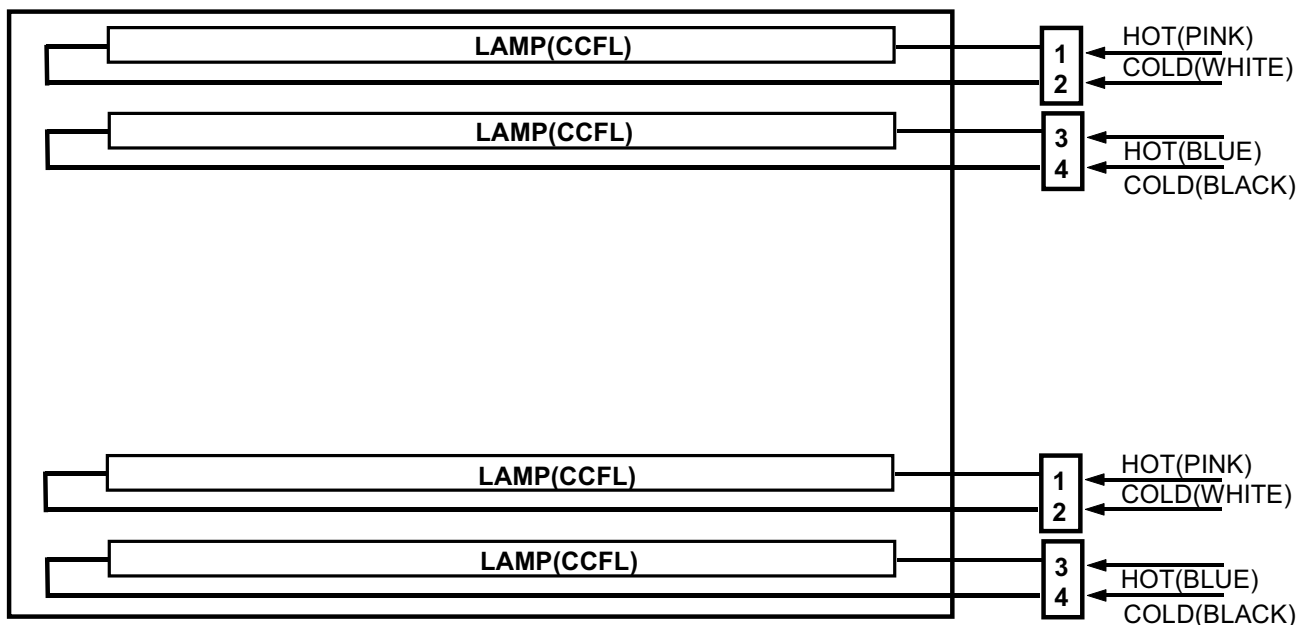 LAMP(CCFL)
1
HOT(PINK)
2
COLD(WHITE)
LAMP(CCFL)
3
HOT(BLUE)
4
COLD(BLACK)
LAMP(CCFL)
1
HOT(PINK)
2
COLD(WHITE)
LAMP(CCFL)
3
HOT(BLUE)
4
COLD(BLACK)